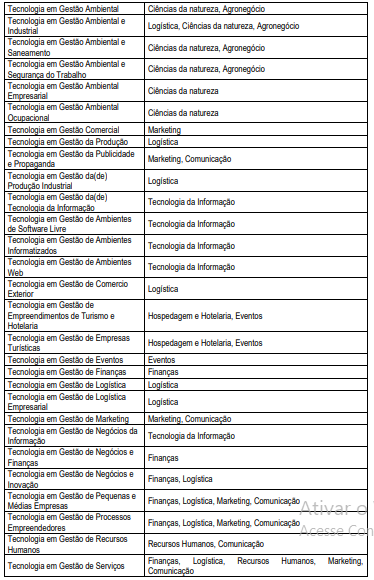 Tecnologia em Gestão Ambiental Ciências da natureza, Agronegócio
Tecnologia em Gestão Ambiental e
Industrial
Logística, Ciências da natureza, Agronegócio
Tecnologia em Gestão Ambiental e
Saneamento
Ciências da natureza, Agronegócio
Tecnologia em Gestão Ambiental e
Segurança do Trabalho
Ciências da natureza, Agronegócio
Tecnologia em Gestão Ambiental
Empresarial
Ciências da natureza
Tecnologia em Gestão Ambiental
Ocupacional
Ciências da natureza
Tecnologia em Gestão Comercial Marketing
Tecnologia em Gestão da Produção Logística
Tecnologia em Gestão da Publicidade
e Propaganda
Marketing, Comunicação
Tecnologia em Gestão da(de)
Produção Industrial
Logística
Tecnologia em Gestão da(de)
Tecnologia da Informação
Tecnologia da Informação
Tecnologia em Gestão de Ambientes
de Software Livre
Tecnologia da Informação
Tecnologia em Gestão de Ambientes
Informatizados
Tecnologia da Informação
Tecnologia em Gestão de Ambientes
Web
Tecnologia da Informação
Tecnologia em Gestão de Comercio
Exterior
Logística
Tecnologia em Gestão de
Empreendimentos de Turismo e
Hotelaria
Hospedagem e Hotelaria, Eventos
Tecnologia em Gestão de Empresas
Turísticas
Hospedagem e Hotelaria, Eventos
Tecnologia em Gestão de Eventos Eventos
Tecnologia em Gestão de Finanças Finanças
Tecnologia em Gestão de Logística Logística
Tecnologia em Gestão de Logística
Empresarial
Logística
Tecnologia em Gestão de Marketing Marketing, Comunicação
Tecnologia em Gestão de Negócios da
Informação
Tecnologia da Informação
Tecnologia em Gestão de Negócios e
Finanças
Finanças
Tecnologia em Gestão de Negócios e
Inovação
Finanças, Logística
Tecnologia em Gestão de Pequenas e
Médias Empresas
Finanças, Logística, Marketing, Comunicação
Tecnologia em Gestão de Processos
Empreendedores
Finanças, Logística, Marketing, Comunicação
Tecnologia em Gestão de Recursos
Humanos
Recursos Humanos, Comunicação
Tecnologia em Gestão de Serviços
Finanças, Logística, Recursos Humanos, Marketing,
Comunicação
Ativar o
Acesse Con